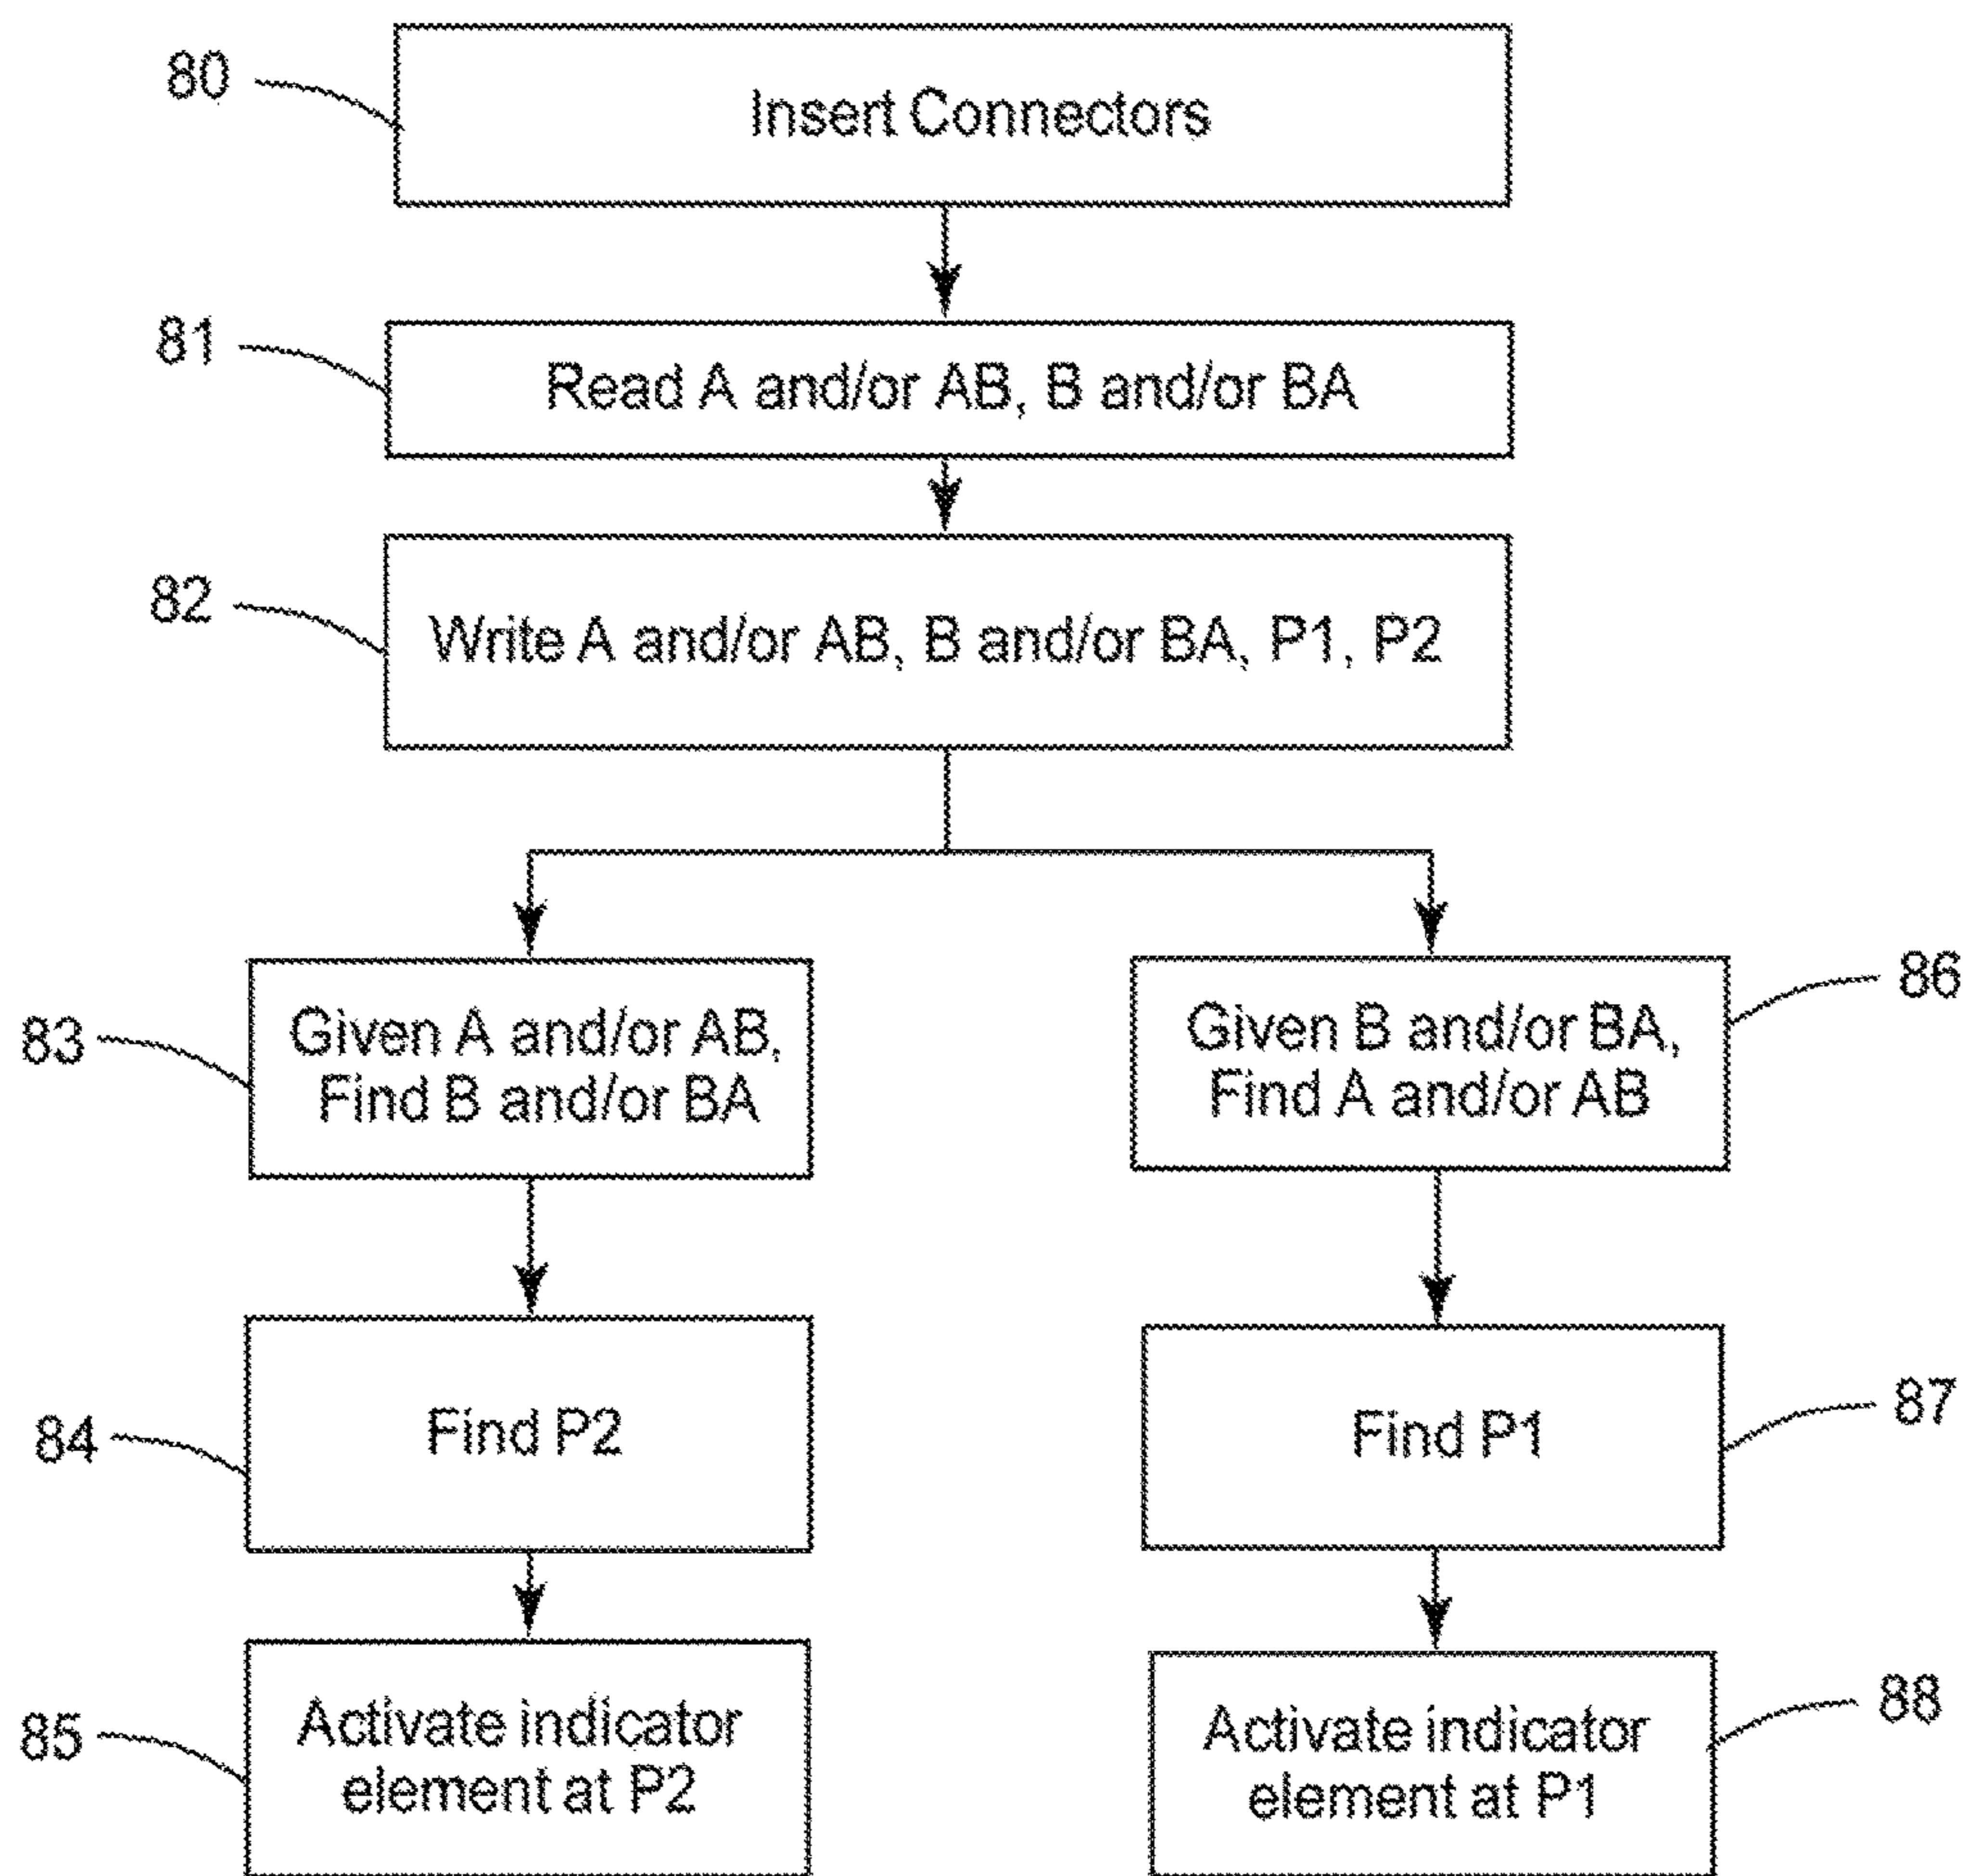 80
Insert Connectors
81
Read A and/or AB, B and/or BA
82
Write A and/or AB, B and/or BA, P1, P2
83
Given A and/or AB,
Find B and/or BA
86
Given B and/or BA,
Find A and/or AB
84
Find P2
87
Find P1
85
Activate indicator
element at P2
88
Activate indicator
element at P1